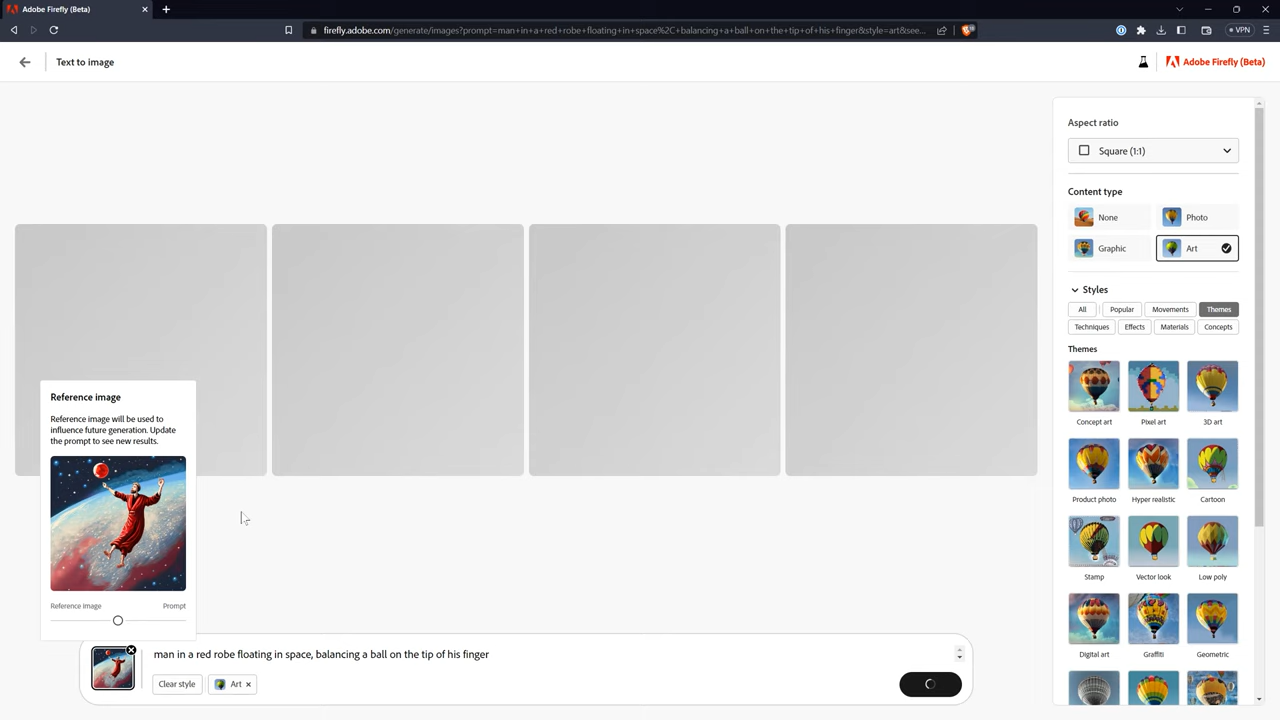 Adobe Firefly (Beta)
firefly.adobe.com/generate/images?prompt=man+in+a+red+robe+floating+in+space%2C+balancing+a+ball+on+the+tip+of+his+finger&style=art&see...
VPN
Text to image
Adobe Firefly (Beta)
Aspect ratio
Square (1:1)
Content type
None
Photo
Graphic
Art
Styles
All
Popular
Movements
Themes
Techniques
Effects
Materials
Concepts
Themes
Concept art
Pixel art
3D art
Product photo
Hyper realistic
Cartoon
Stamp
Vector look
Low poly
Digital art
Graffiti
Geometric
Reference image
Reference image will be used to
influence future generation. Update
the prompt to see new results.
Reference image
Prompt
man in a red robe floating in space, balancing a ball on the tip of his finger
Clear style
Art